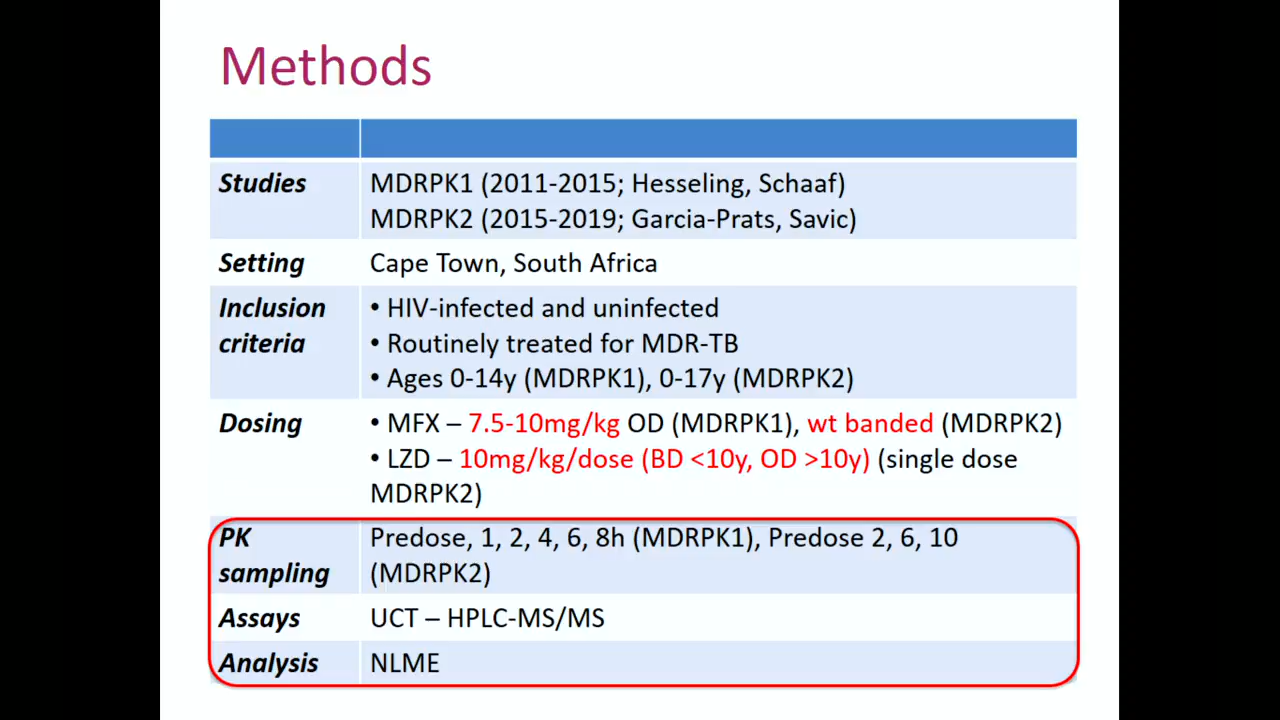 Methods
Studies
MDRPK1 (2011-2015; Hesseling, Schaaf)
MDRPK2 (2015-2019; Garcia-Prats, Savic)
Setting
Cape Town, South Africa
Inclusion
criteria
• HIV-infected and uninfected
• Routinely treated for MDR-TB
• Ages 0-14y (MDRPK1), 0-17y (MDRPK2)
Dosing
• MFX – 7.5-10mg/kg OD (MDRPK1), wt banded (MDRPK2)
• LZD – 10mg/kg/dose (BD <10y, OD >10y) (single dose
MDRPK2)
PK
sampling
Predose, 1, 2, 4, 6, 8h (MDRPK1), Predose 2, 6, 10
(MDRPK2)
Assays
UCT – HPLC-MS/MS
Analysis
NLME